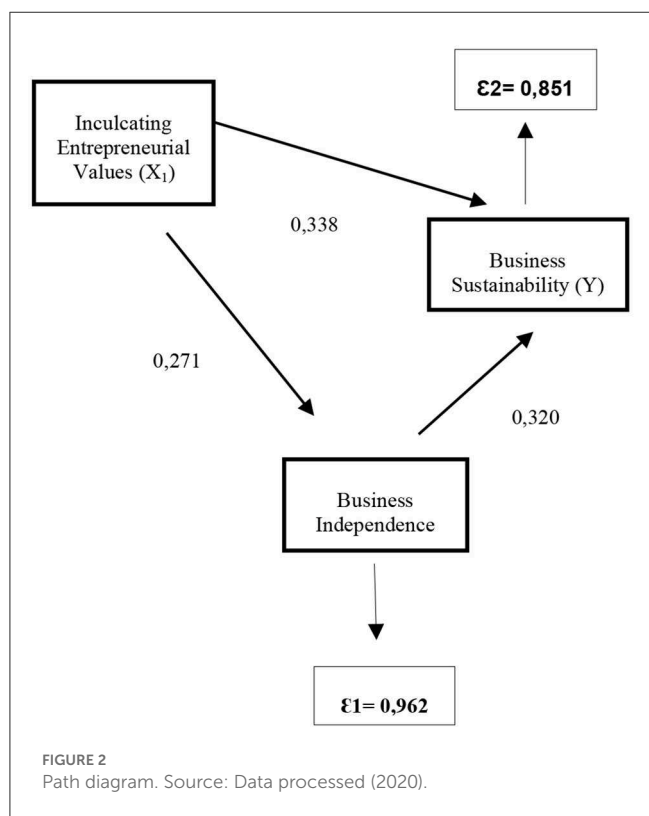 Ɛ2= 0,851
Inculcating
Entrepreneurial
Values (X₁)
0,338
Business
Sustainability (Y)
0,271
0,320
Business
Independence
Ɛ1= 0,962
FIGURE 2
Path diagram. Source: Data processed (2020).